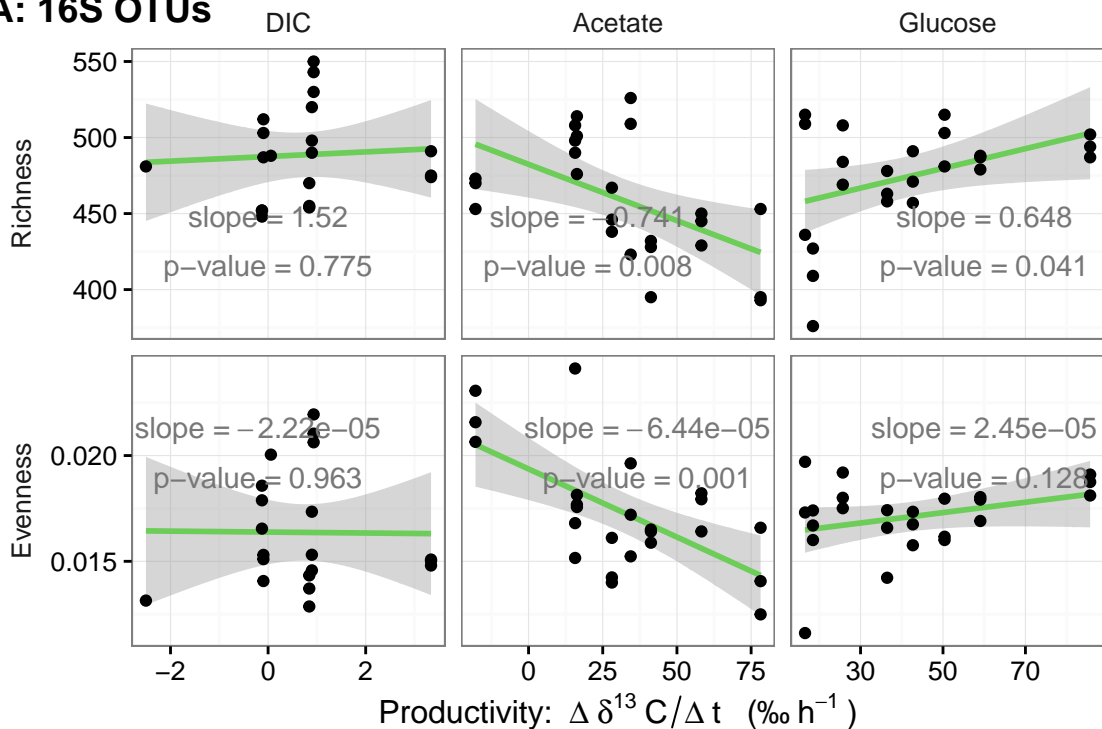 A: 16S OTUs
DIC Acetate Glucose
550
500
450
400
Richness
slope = 1.52
p−value = 0.775
slope = −0.741
p−value = 0.008
slope = 0.648
p−value = 0.041
0.020
0.015
Evenness
slope = −2.22e−05
p−value = 0.963
slope = −6.44e−05
p−value = 0.001
slope = 2.45e−05
p−value = 0.128
−2 0 2 0 25 50 75 30 50 70
Productivity: Δ δ¹³ C/Δ t (‰ h⁻¹ )